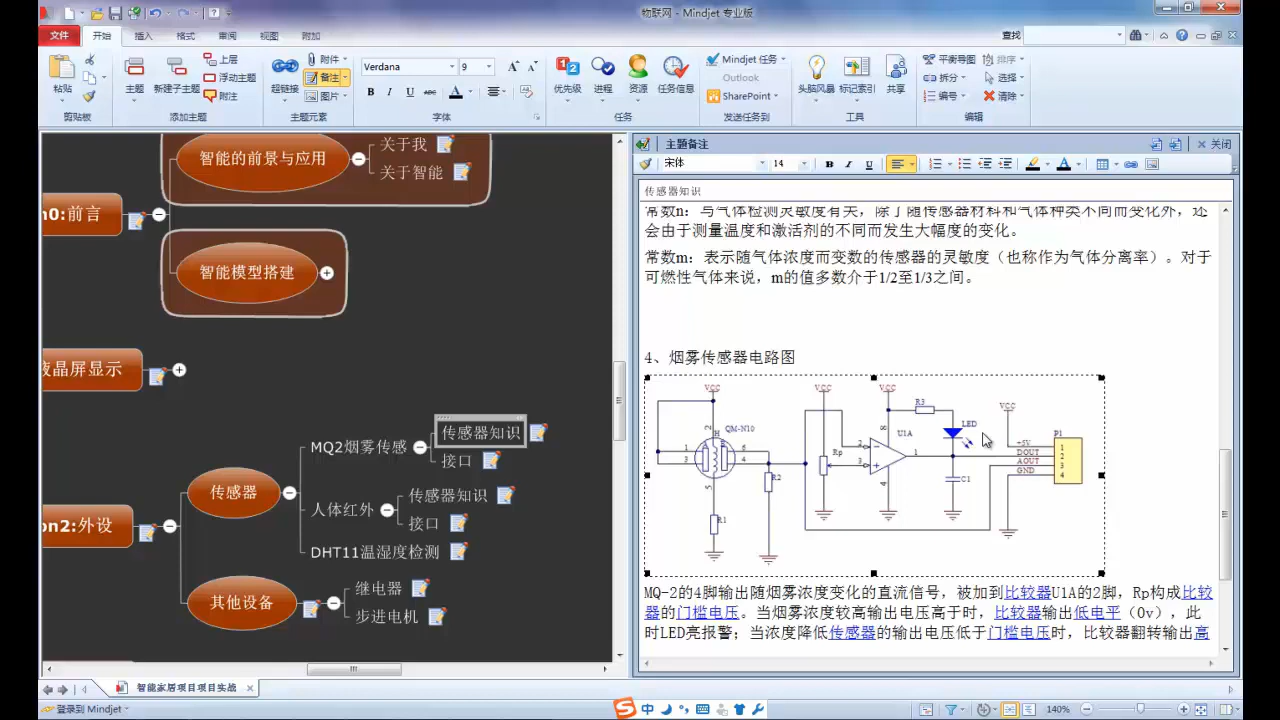 物联网 - Mindjet 专业版
文件 开始 插入 格式 审阅 视图 附加
查找
粘贴
剪贴板
主题
新建子主题
上层
浮动主题
附注
添加主题
超链接
附件
备注
图片
主题元素
Verdana
9
B I U ABC A
字体
优先级
进程
资源
任务信息
任务
Mindjet 任务
Outlook
SharePoint
发送任务到
头脑风暴
标记索引
共享
工具
平衡导图
拆分
编号
排序
选择
清除
编辑
智能的前景与应用
关于我
关于智能
n0:前言
智能模型搭建
液晶屏显示
on2:外设
传感器
MQ2烟雾传感
传感器知识
接口
人体红外
传感器知识
接口
DHT11温湿度检测
其他设备
继电器
步进电机
主题备注
关闭
宋体
14
B I U
传感器知识
常数n：与气体检测灵敏度有关，除了随传感器材料和气体种类不同而变化外，还
会由于测量温度和激活剂的不同而发生大幅度的变化。
常数m：表示随气体浓度而变数的传感器的灵敏度（也称作为气体分离率）。对于
可燃性气体来说，m的值多数介于1/2至1/3之间。
4、烟雾传感器电路图
VCC VCC VCC
R3
VCC
LED
P1
QM-N10
H
A B
U1A
Rp
R2
R1
C1
+5V
DOUT
AOUT
GND
1
2
3
4
MQ-2的4脚输出随烟雾浓度变化的直流信号，被加到比较器U1A的2脚，Rp构成比较
器的门槛电压。当烟雾浓度较高输出电压高于时，比较器输出低电平（0v），此
时LED亮报警；当浓度降低传感器的输出电压低于门槛电压时，比较器翻转输出高
智能家居项目项目实战
登录到 Mindjet
中
140%